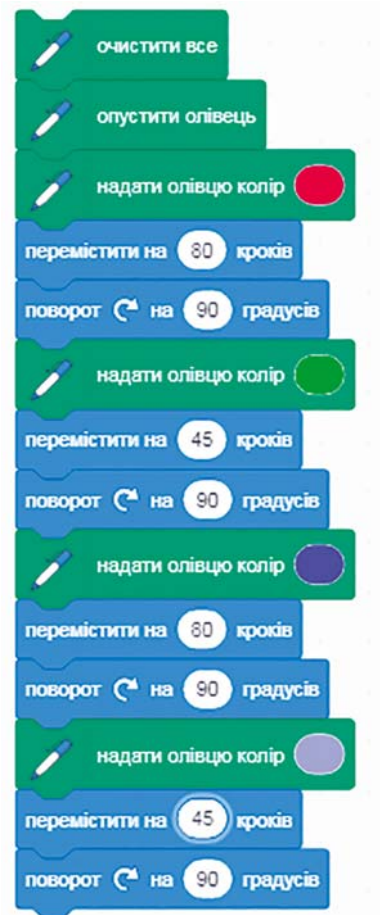 очистити все
опустити олівець
надати олівцю колір
перемістити на 80 кроків
поворот на 90 градусів
надати олівцю колір
перемістити на 45 кроків
поворот на 90 градусів
надати олівцю колір
перемістити на 80 кроків
поворот на 90 градусів
надати олівцю колір
перемістити на 45 кроків
поворот на 90 градусів